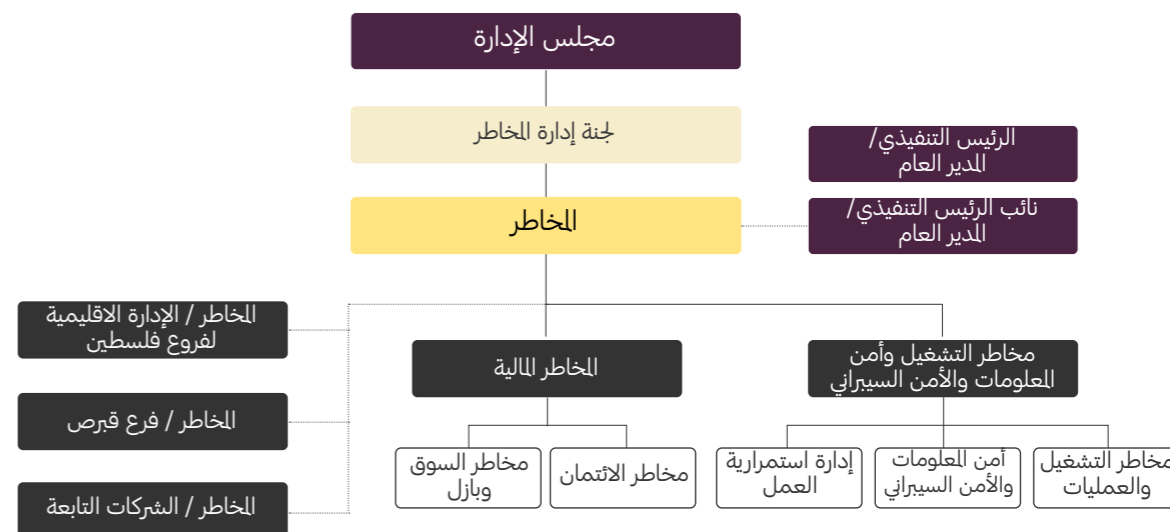 مجلس الإدارة
لجنة إدارة المخاطر
الرئيس التنفيذي/
المدير العام
المخاطر
نائب الرئيس التنفيذي/
المدير العام
مخاطر التشغيل وأمن
المعلومات والأمن السيبراني
المخاطر المالية
المخاطر / الإدارة الاقليمية
لفروع فلسطين
المخاطر / فرع قبرص
المخاطر / الشركات التابعة
مخاطر التشغيل
والعمليات
أمن المعلومات
والأمن السيبراني
إدارة استمرارية
العمل
مخاطر الائتمان
مخاطر السوق
وبازل